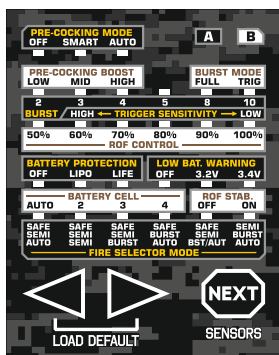 PRE-COCKING MODE
OFF SMART AUTO
A B
PRE-COCKING BOOST
LOW MID HIGH
BURST MODE
FULL TRIG
2 3 4 5 8 10
BURST / HIGH ← TRIGGER SENSITIVITY → LOW
50% 60% 70% 80% 90% 100%
ROF CONTROL
BATTERY PROTECTION
OFF LIPO LIFE
LOW BAT. WARNING
OFF 3.2V 3.4V
BATTERY CELL
AUTO 2 3 4
ROF STAB.
OFF ON
SAFE SAFE SAFE SAFE SAFE SEMI
SEMI SEMI SEMI BURST SEMI BURST
AUTO SEMI BURST AUTO BST/AUT AUTO
FIRE SELECTOR MODE
NEXT
LOAD DEFAULT
SENSORS